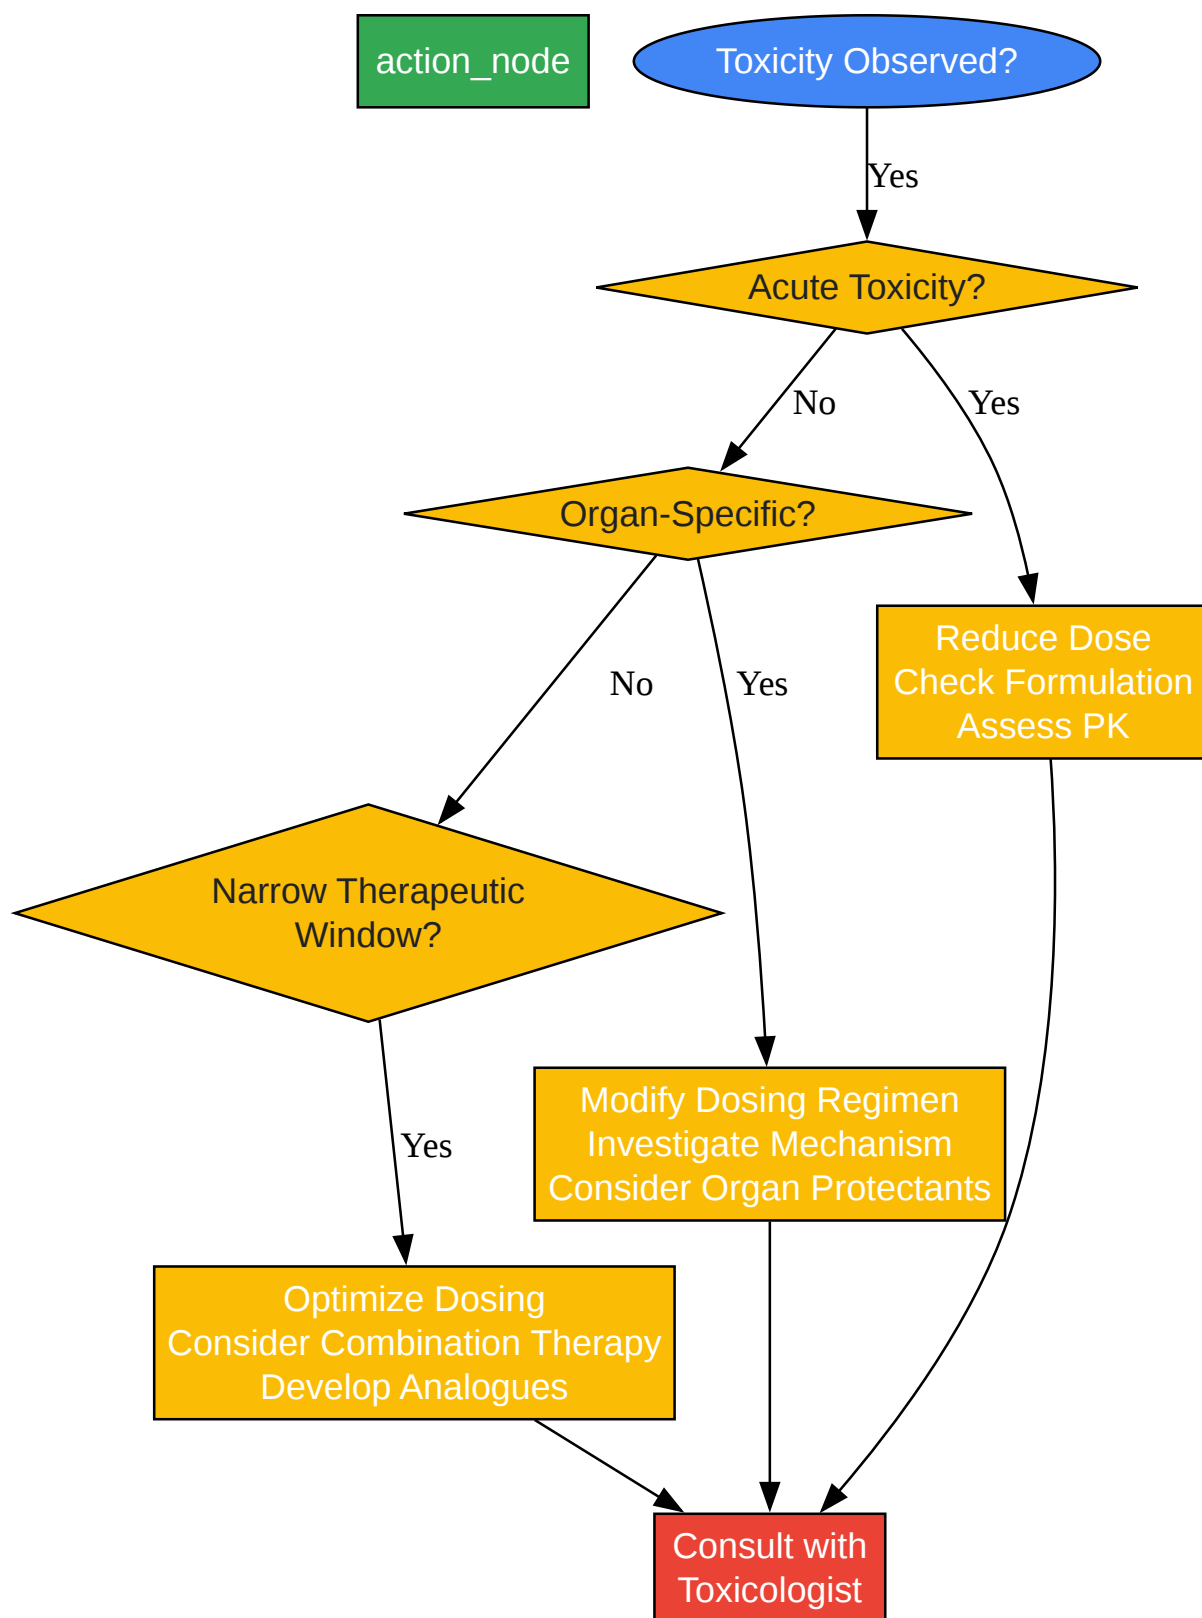 action_node
Toxicity Observed?
Yes
Acute Toxicity?
No
Yes
Organ-Specific?
Reduce Dose
Check Formulation
Assess PK
No
Yes
Narrow Therapeutic
Window?
Modify Dosing Regimen
Investigate Mechanism
Consider Organ Protectants
Yes
Optimize Dosing
Consider Combination Therapy
Develop Analogues
Consult with
Toxicologist